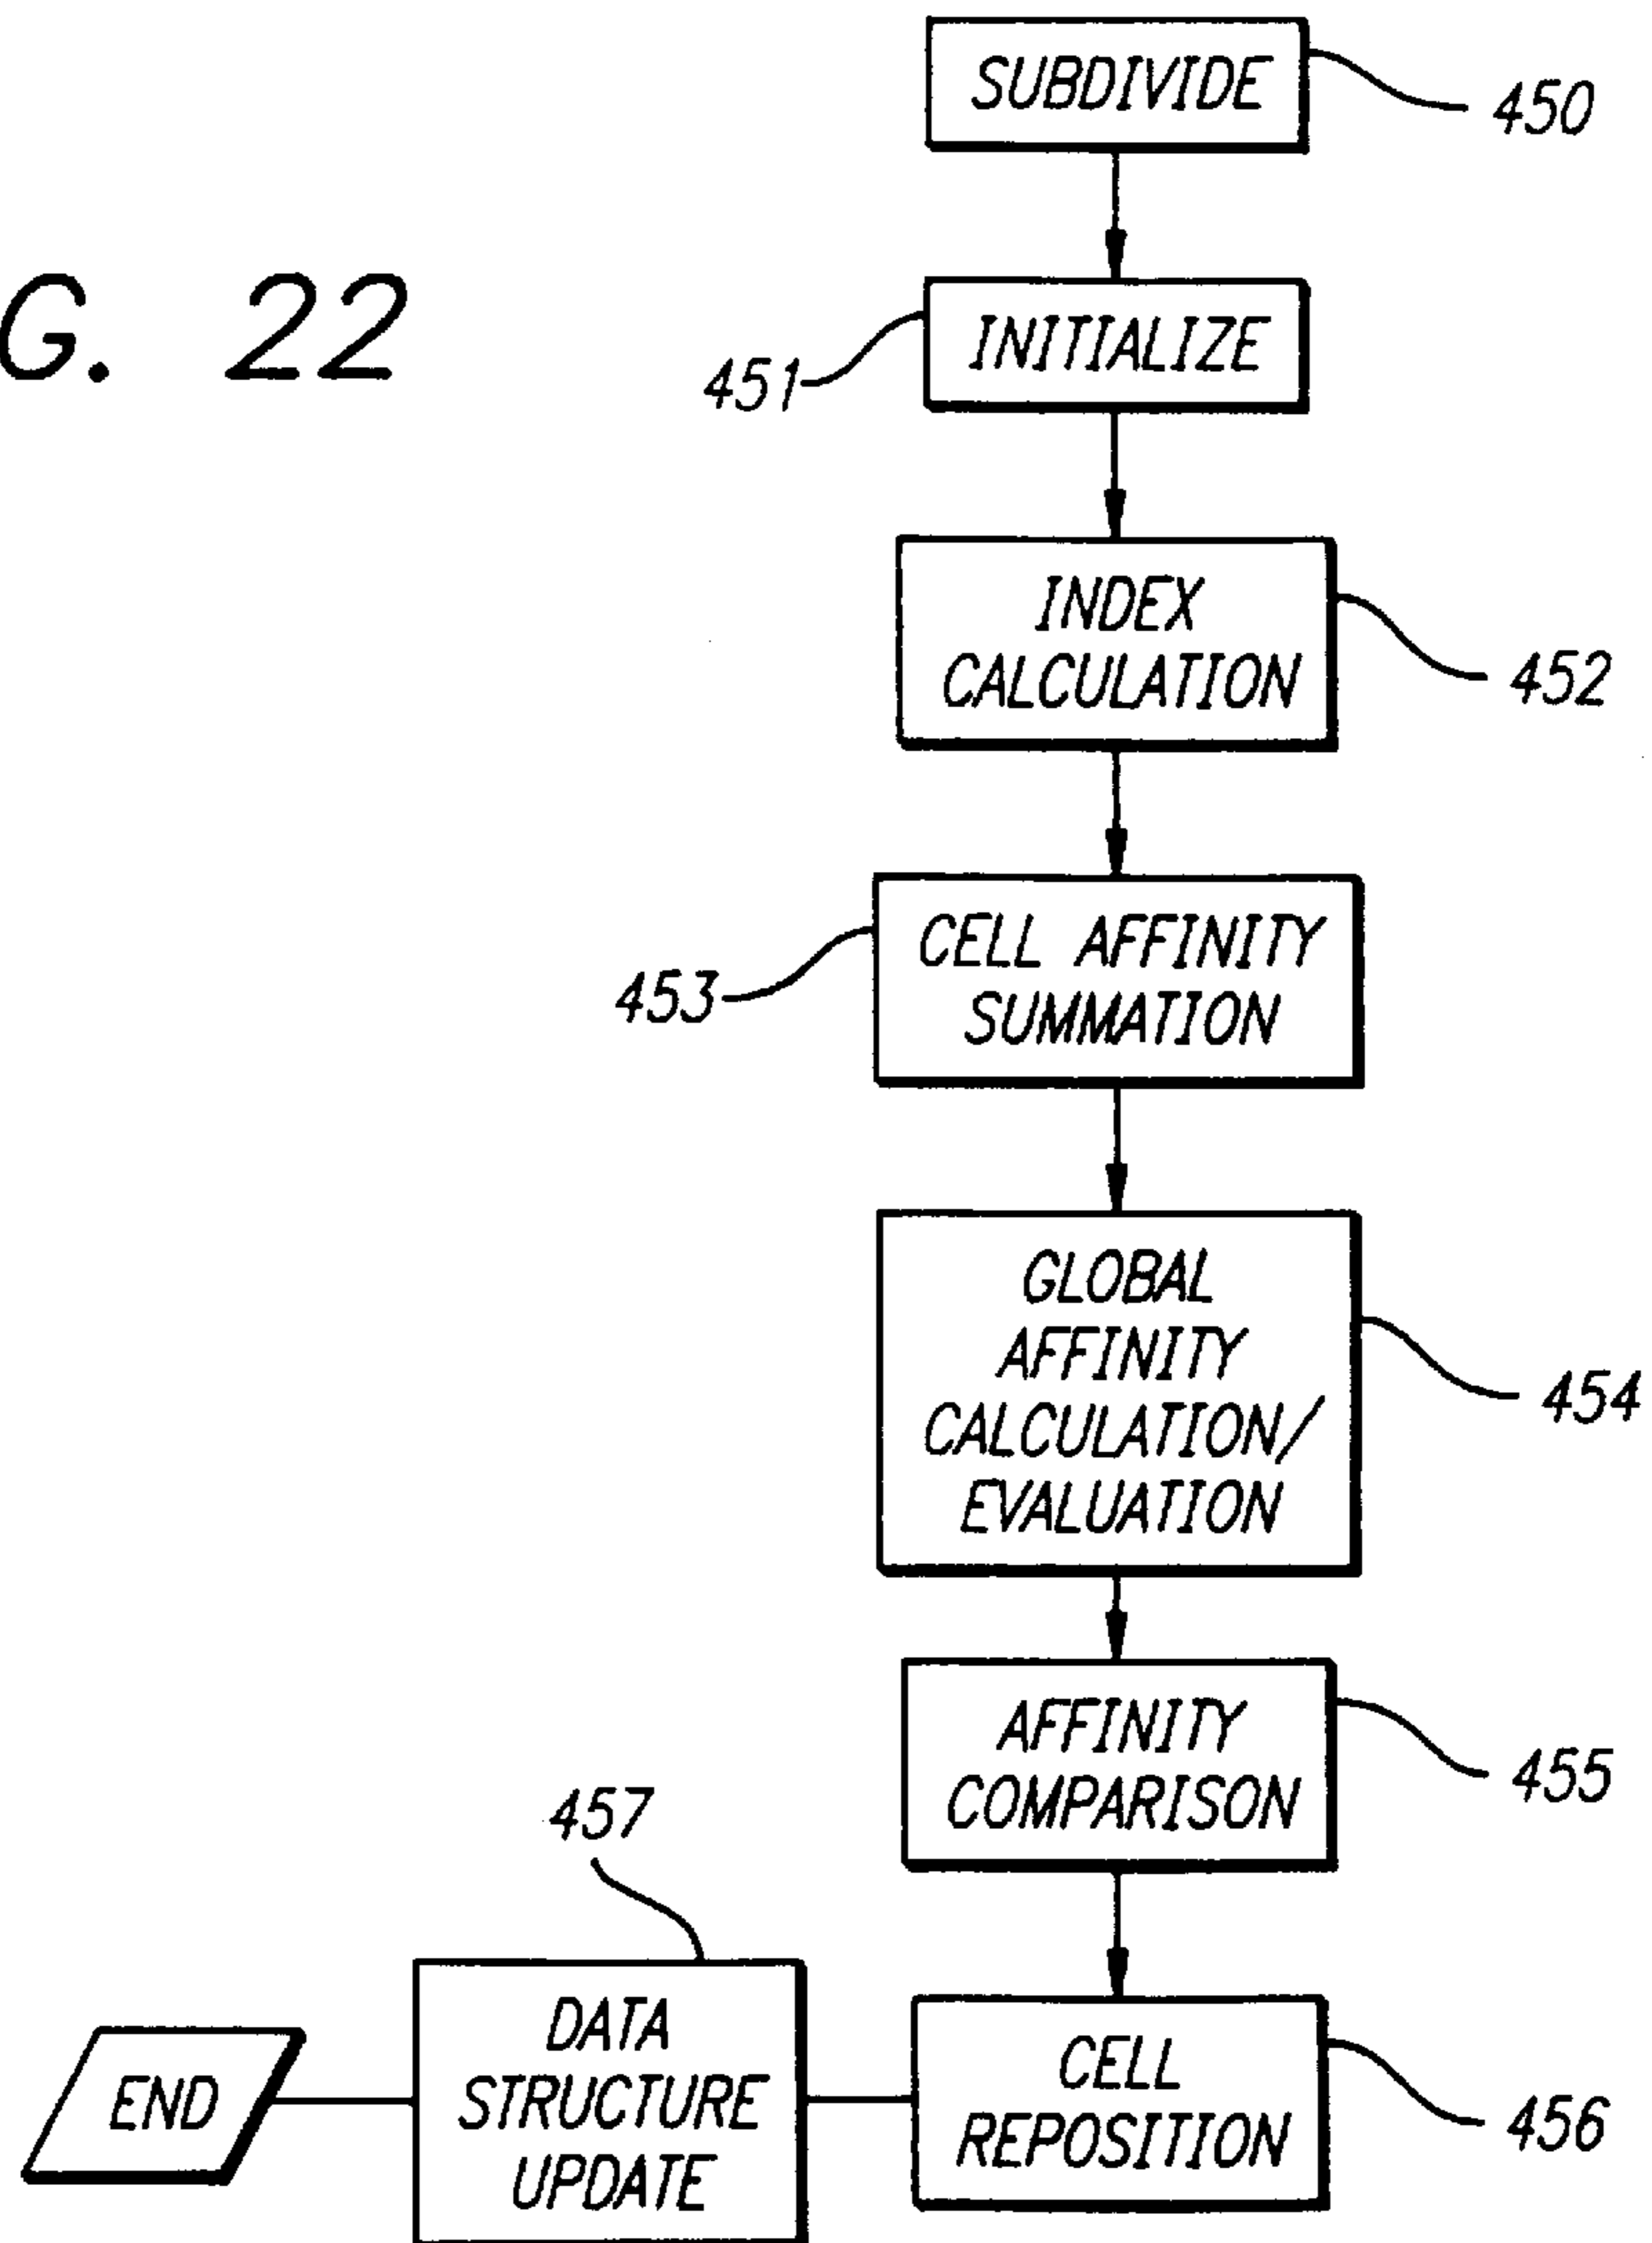 G. 22
SUBDIVIDE
450
INITIALIZE
451
INDEX
CALCULATION
452
CELL AFFINITY
SUMMATION
453
GLOBAL
AFFINITY
CALCULATION/
EVALUATION
454
AFFINITY
COMPARISON
455
CELL
REPOSITION
456
457
DATA
STRUCTURE
UPDATE
END